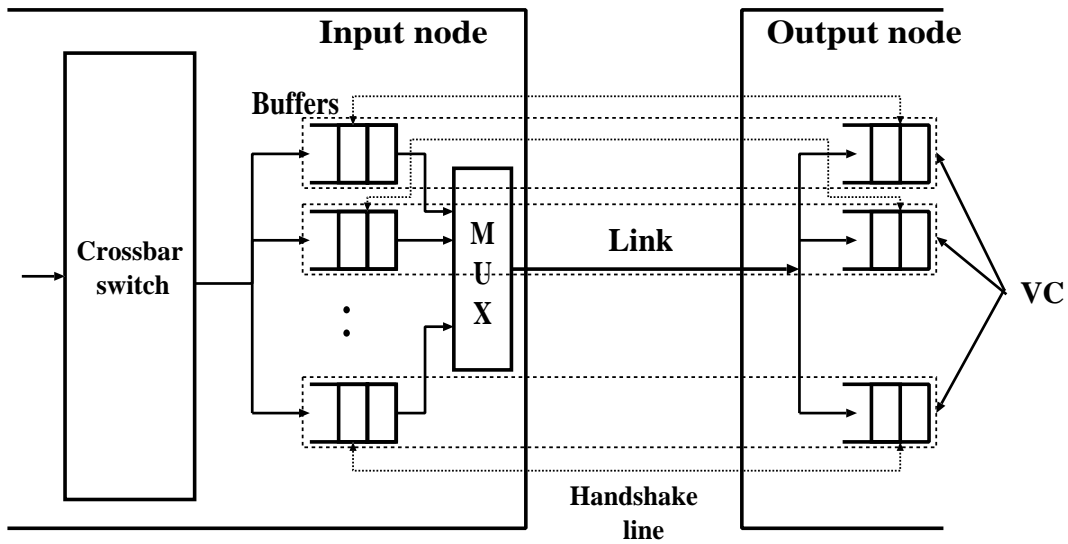 Input node
Output node
Buffers
Crossbar
switch
M
U
X
Link
VC
Handshake
line